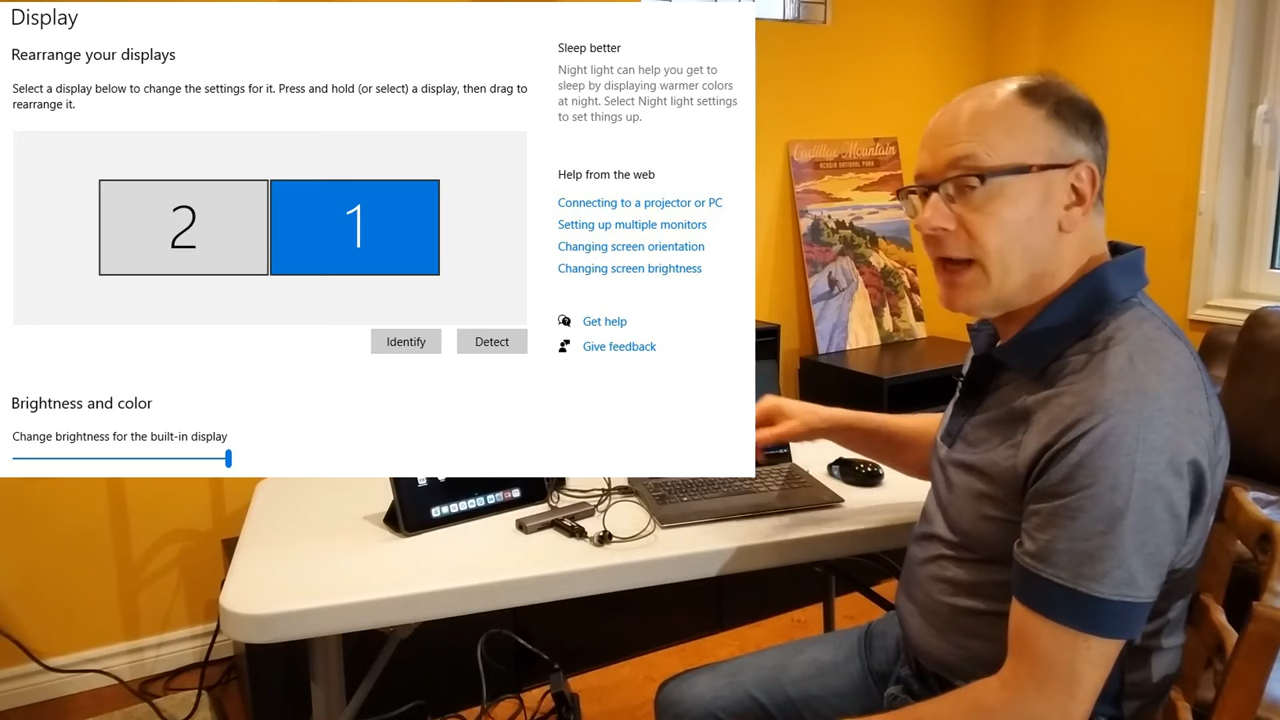 Display
Rearrange your displays
Select a display below to change the settings for it. Press and hold (or select) a display, then drag to
rearrange it.
2
1
Identify
Detect
Brightness and color
Change brightness for the built-in display
Sleep better
Night light can help you get to
sleep by displaying warmer colors
at night. Select Night light settings
to set things up.
Help from the web
Connecting to a projector or PC
Setting up multiple monitors
Changing screen orientation
Changing screen brightness
Get help
Give feedback
Cadillac Mountain
ACADIA NATIONAL PARK